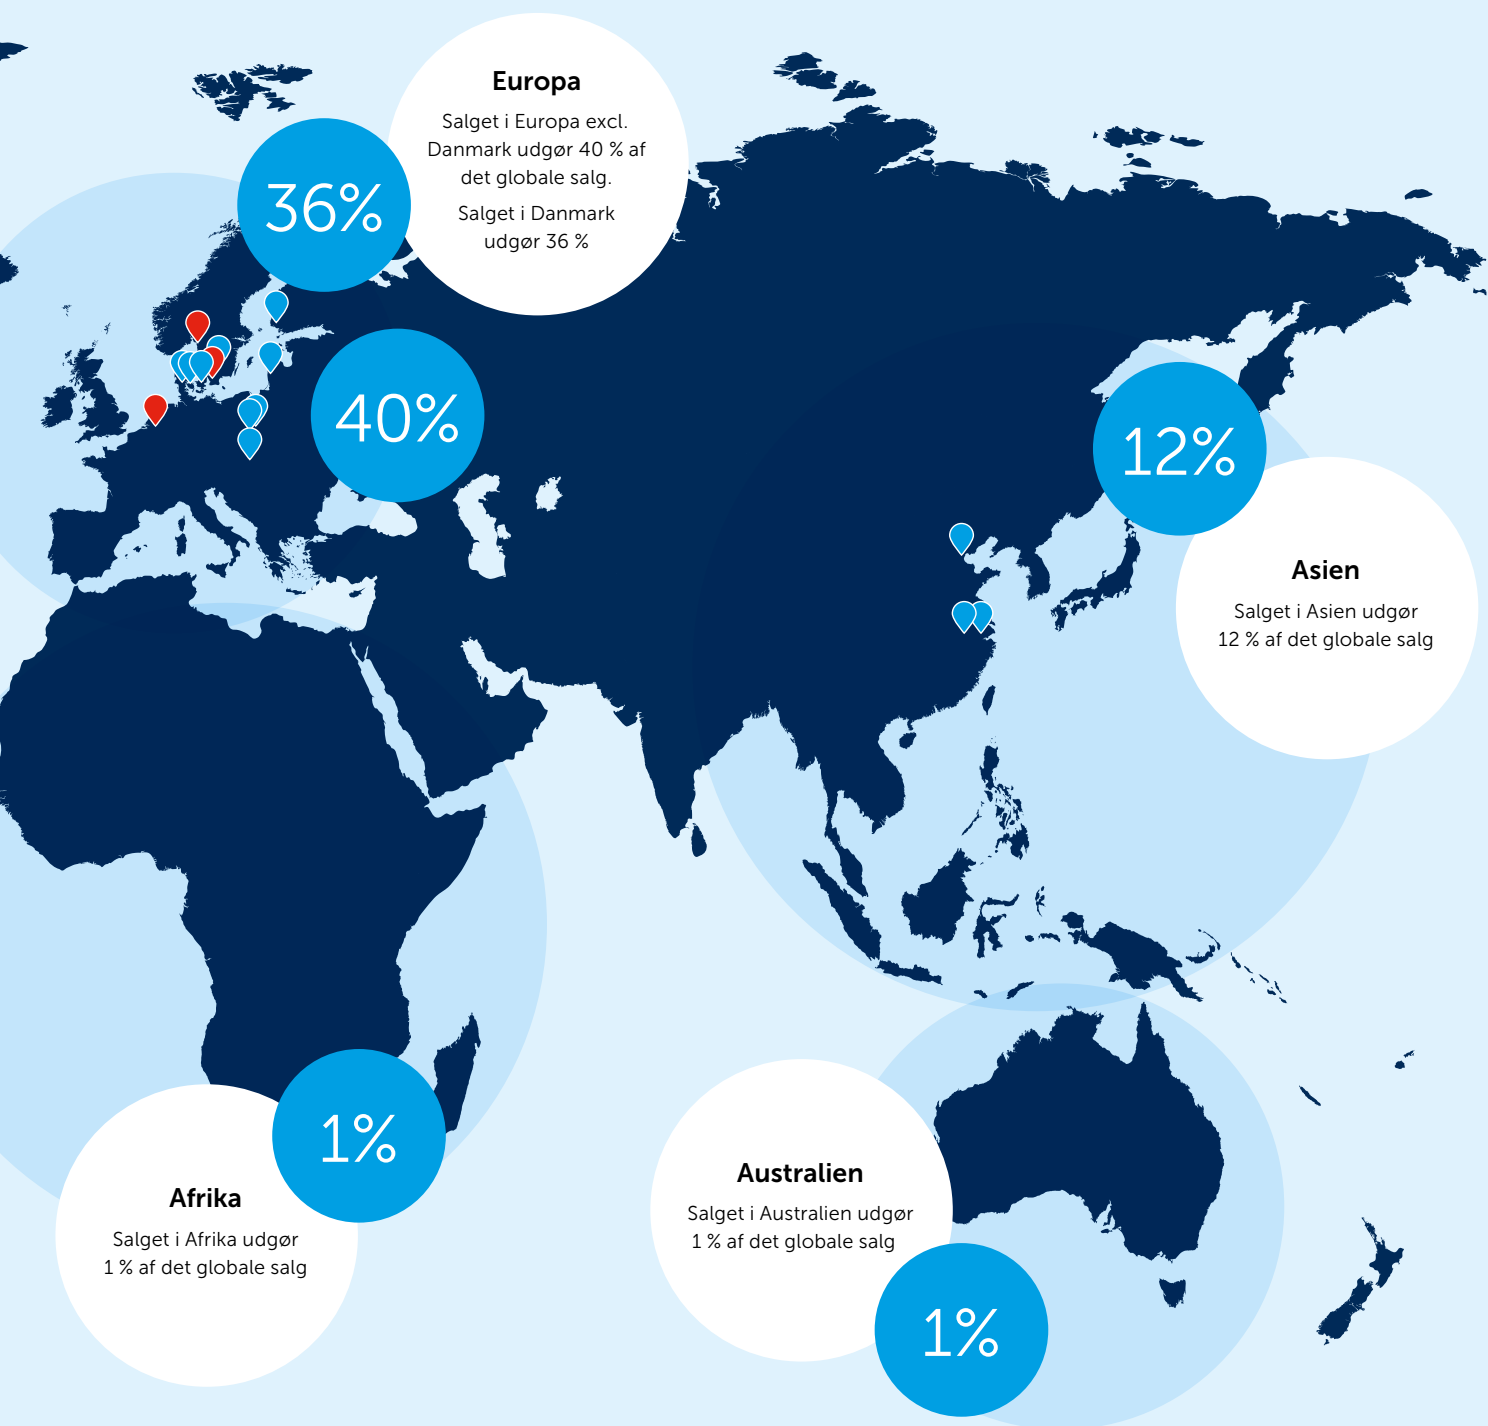 Europa
Salget i Europa excl.
Danmark udgør 40 % af
det globale salg.
Salget i Danmark
udgør 36 %
36%
40%
12%
Asien
Salget i Asien udgør
12 % af det globale salg
1%
Afrika
Salget i Afrika udgør
1 % af det globale salg
Australien
Salget i Australien udgør
1 % af det globale salg
1%